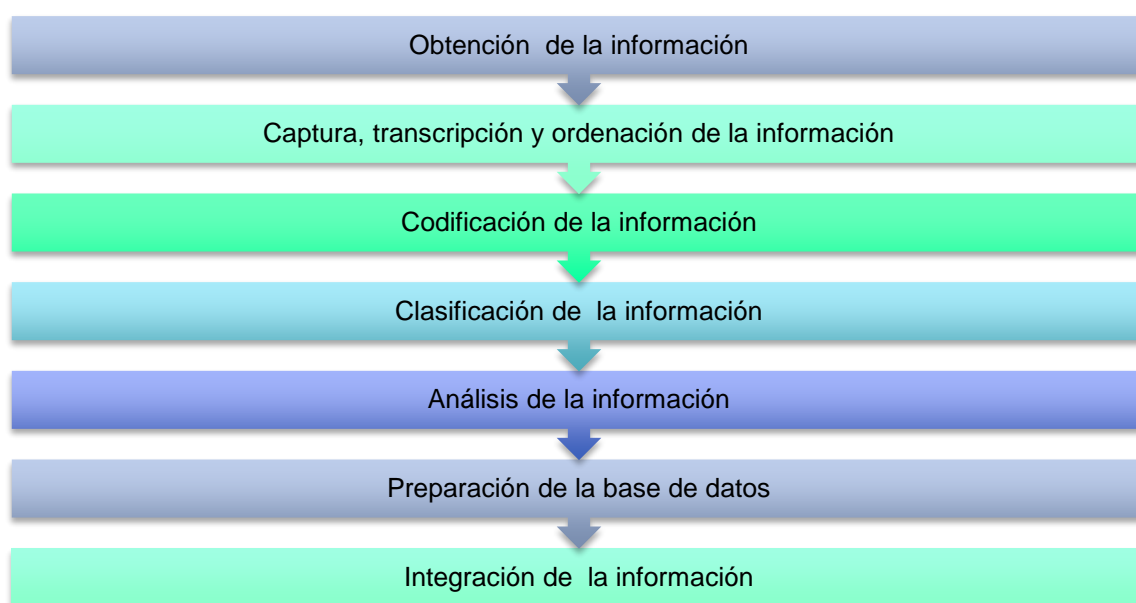 Obtención de la información
Captura, transcripción y ordenación de la información
Codificación de la información
Clasificación de la información
Análisis de la información
Preparación de la base de datos
Integración de la información